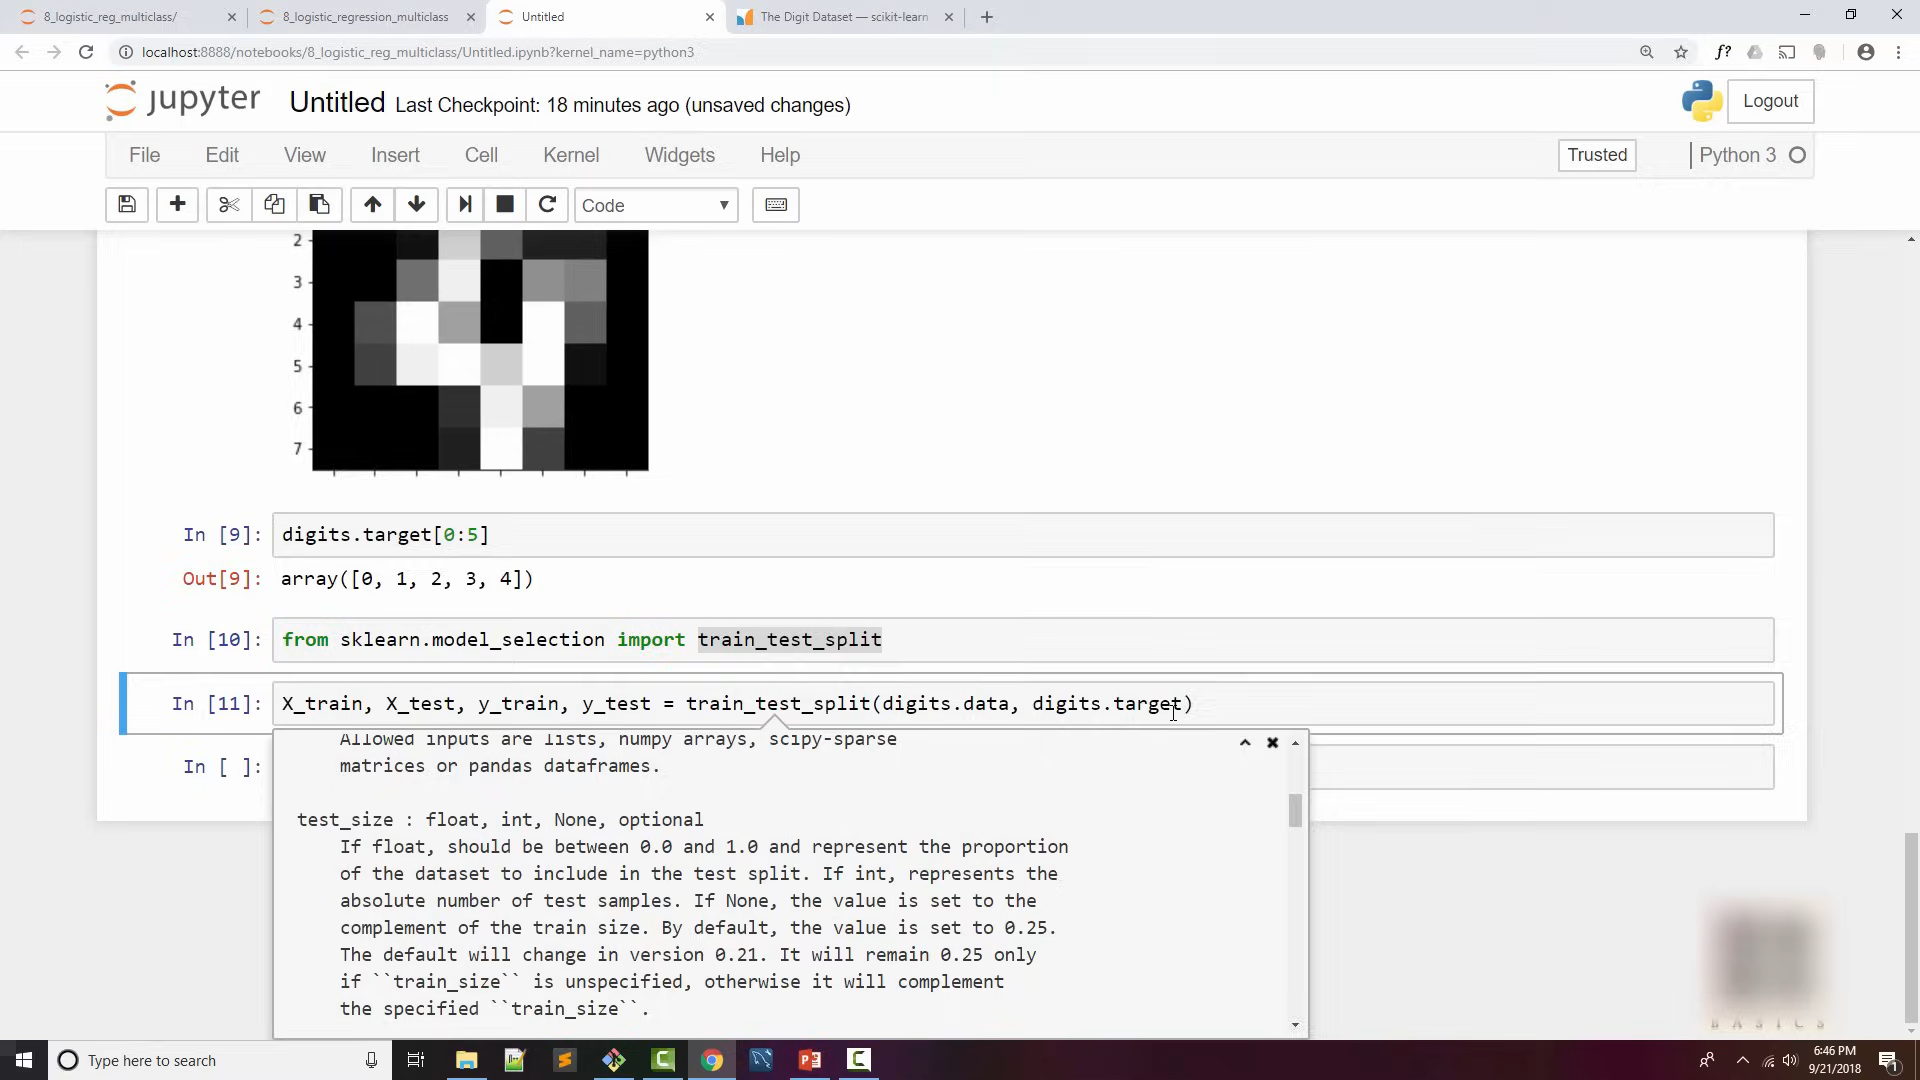 8_logistic_reg_multiclass/
8_logistic_regression_multiclass
Untitled
The Digit Dataset — scikit-learn
localhost:8888/notebooks/8_logistic_reg_multiclass/Untitled.ipynb?kernel_name=python3
jupyter
Untitled Last Checkpoint: 18 minutes ago (unsaved changes)
Logout
File Edit View Insert Cell Kernel Widgets Help
Trusted
Python 3
Code
2
3
4
5
6
7
In [9]: digits.target[0:5]
Out[9]: array([0, 1, 2, 3, 4])
In [10]: from sklearn.model_selection import train_test_split
In [11]: X_train, X_test, y_train, y_test = train_test_split(digits.data, digits.target)
In [ ]:
Allowed inputs are lists, numpy arrays, scipy-sparse
matrices or pandas dataframes.
test_size : float, int, None, optional
If float, should be between 0.0 and 1.0 and represent the proportion
of the dataset to include in the test split. If int, represents the
absolute number of test samples. If None, the value is set to the
complement of the train size. By default, the value is set to 0.25.
The default will change in version 0.21. It will remain 0.25 only
if ``train_size`` is unspecified, otherwise it will complement
the specified ``train_size``.
BASICS
Type here to search
6:46 PM
9/21/2018
1